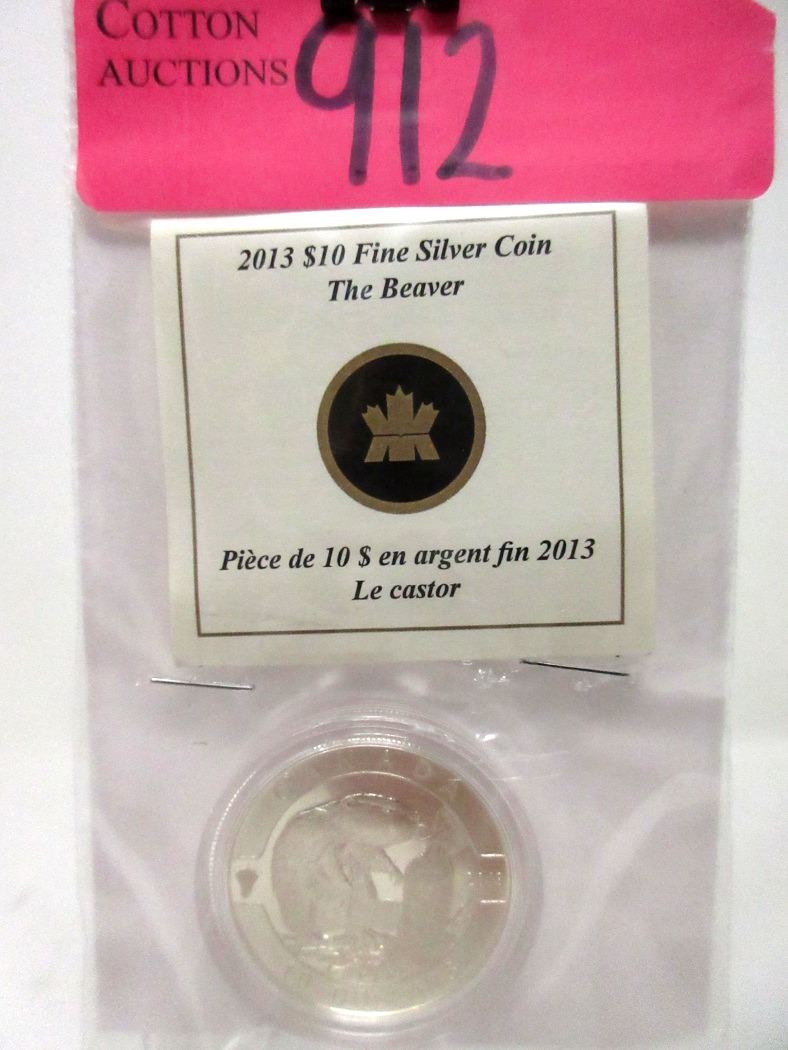 COTTON
AUCTIONS
912
2013 $10 Fine Silver Coin
The Beaver
Pièce de 10 $ en argent fin 2013
Le castor
CANADA